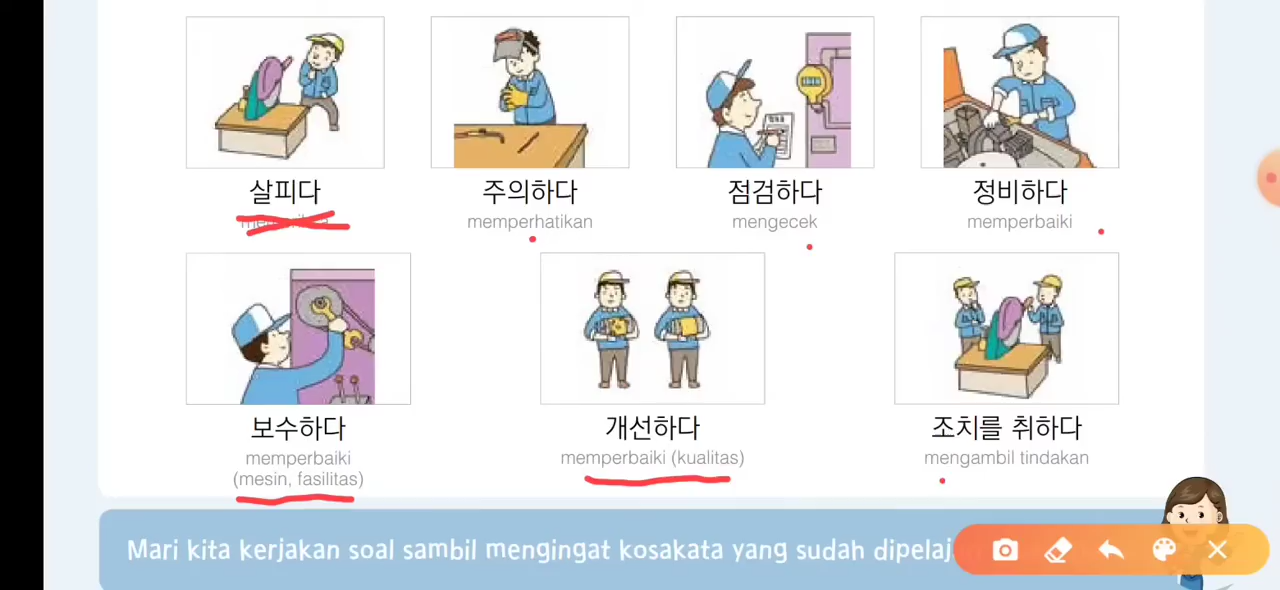 살피다
주의하다
점검하다
정비하다
memperhatikan
mengecek
memperbaiki
보수하다
개선하다
조치를 취하다
memperbaiki
(mesin, fasilitas)
memperbaiki (kualitas)
mengambil tindakan
Mari kita kerjakan soal sambil mengingat kosakata yang sudah